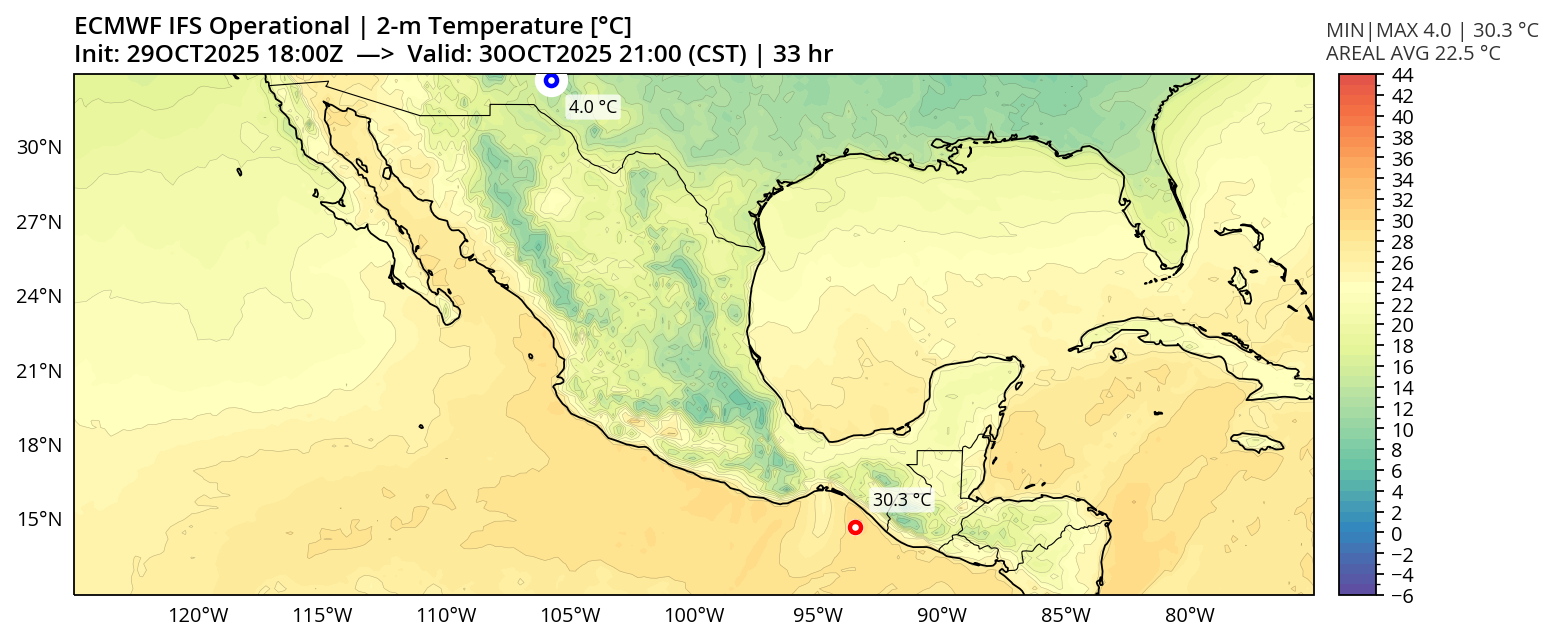 ECMWF IFS Operational | 2-m Temperature [°C]
Init: 29OCT2025 18:00Z —> Valid: 30OCT2025 21:00 (CST) | 33 hr
MIN|MAX 4.0 | 30.3 °C
AREAL AVG 22.5 °C
4.0 °C
30.3 °C
30°N
27°N
24°N
21°N
18°N
15°N
120°W
115°W
110°W
105°W
100°W
95°W
90°W
85°W
80°W
44
42
40
38
36
34
32
30
28
26
24
22
20
18
16
14
12
10
8
6
4
2
0
−2
−4
−6